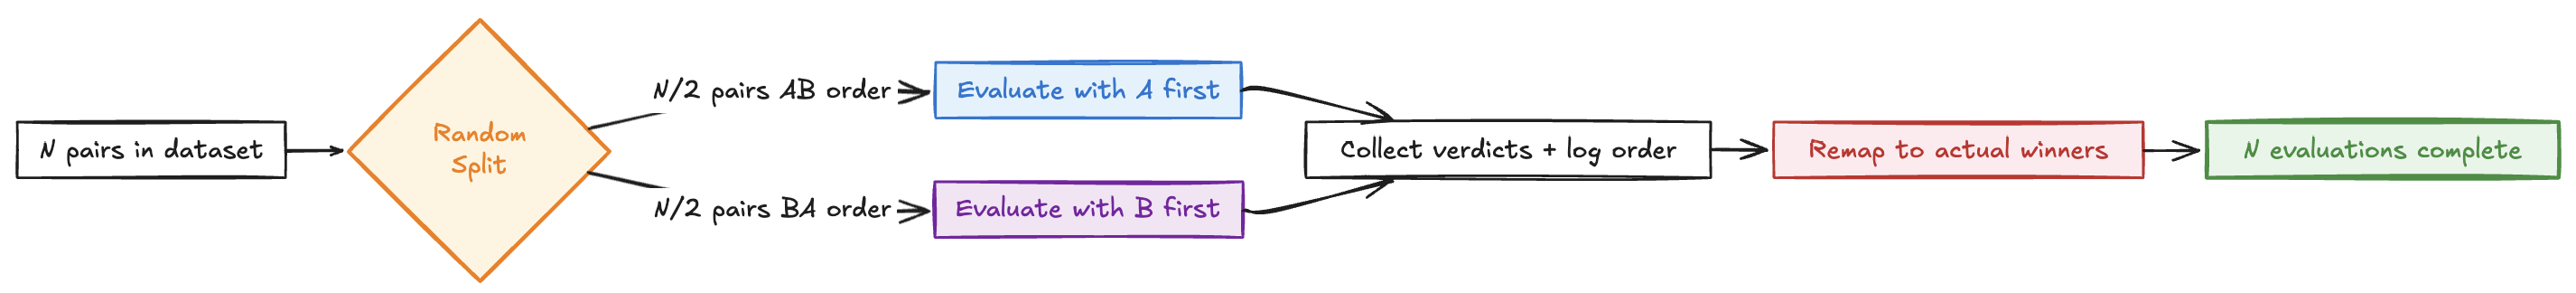 N pairs in dataset
Random
Split
N/2 pairs AB order
Evaluate with A first
N/2 pairs BA order
Evaluate with B first
Collect verdicts + log order
Remap to actual winners
N evaluations complete